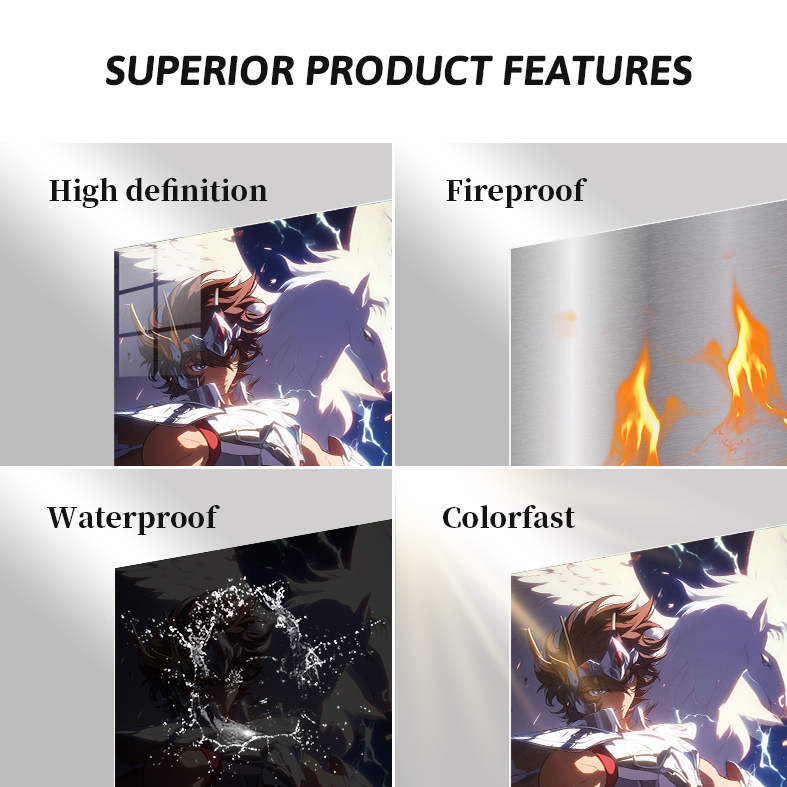 SUPERIOR PRODUCT FEATURES
High definition
Fireproof
Waterproof
Colorfast